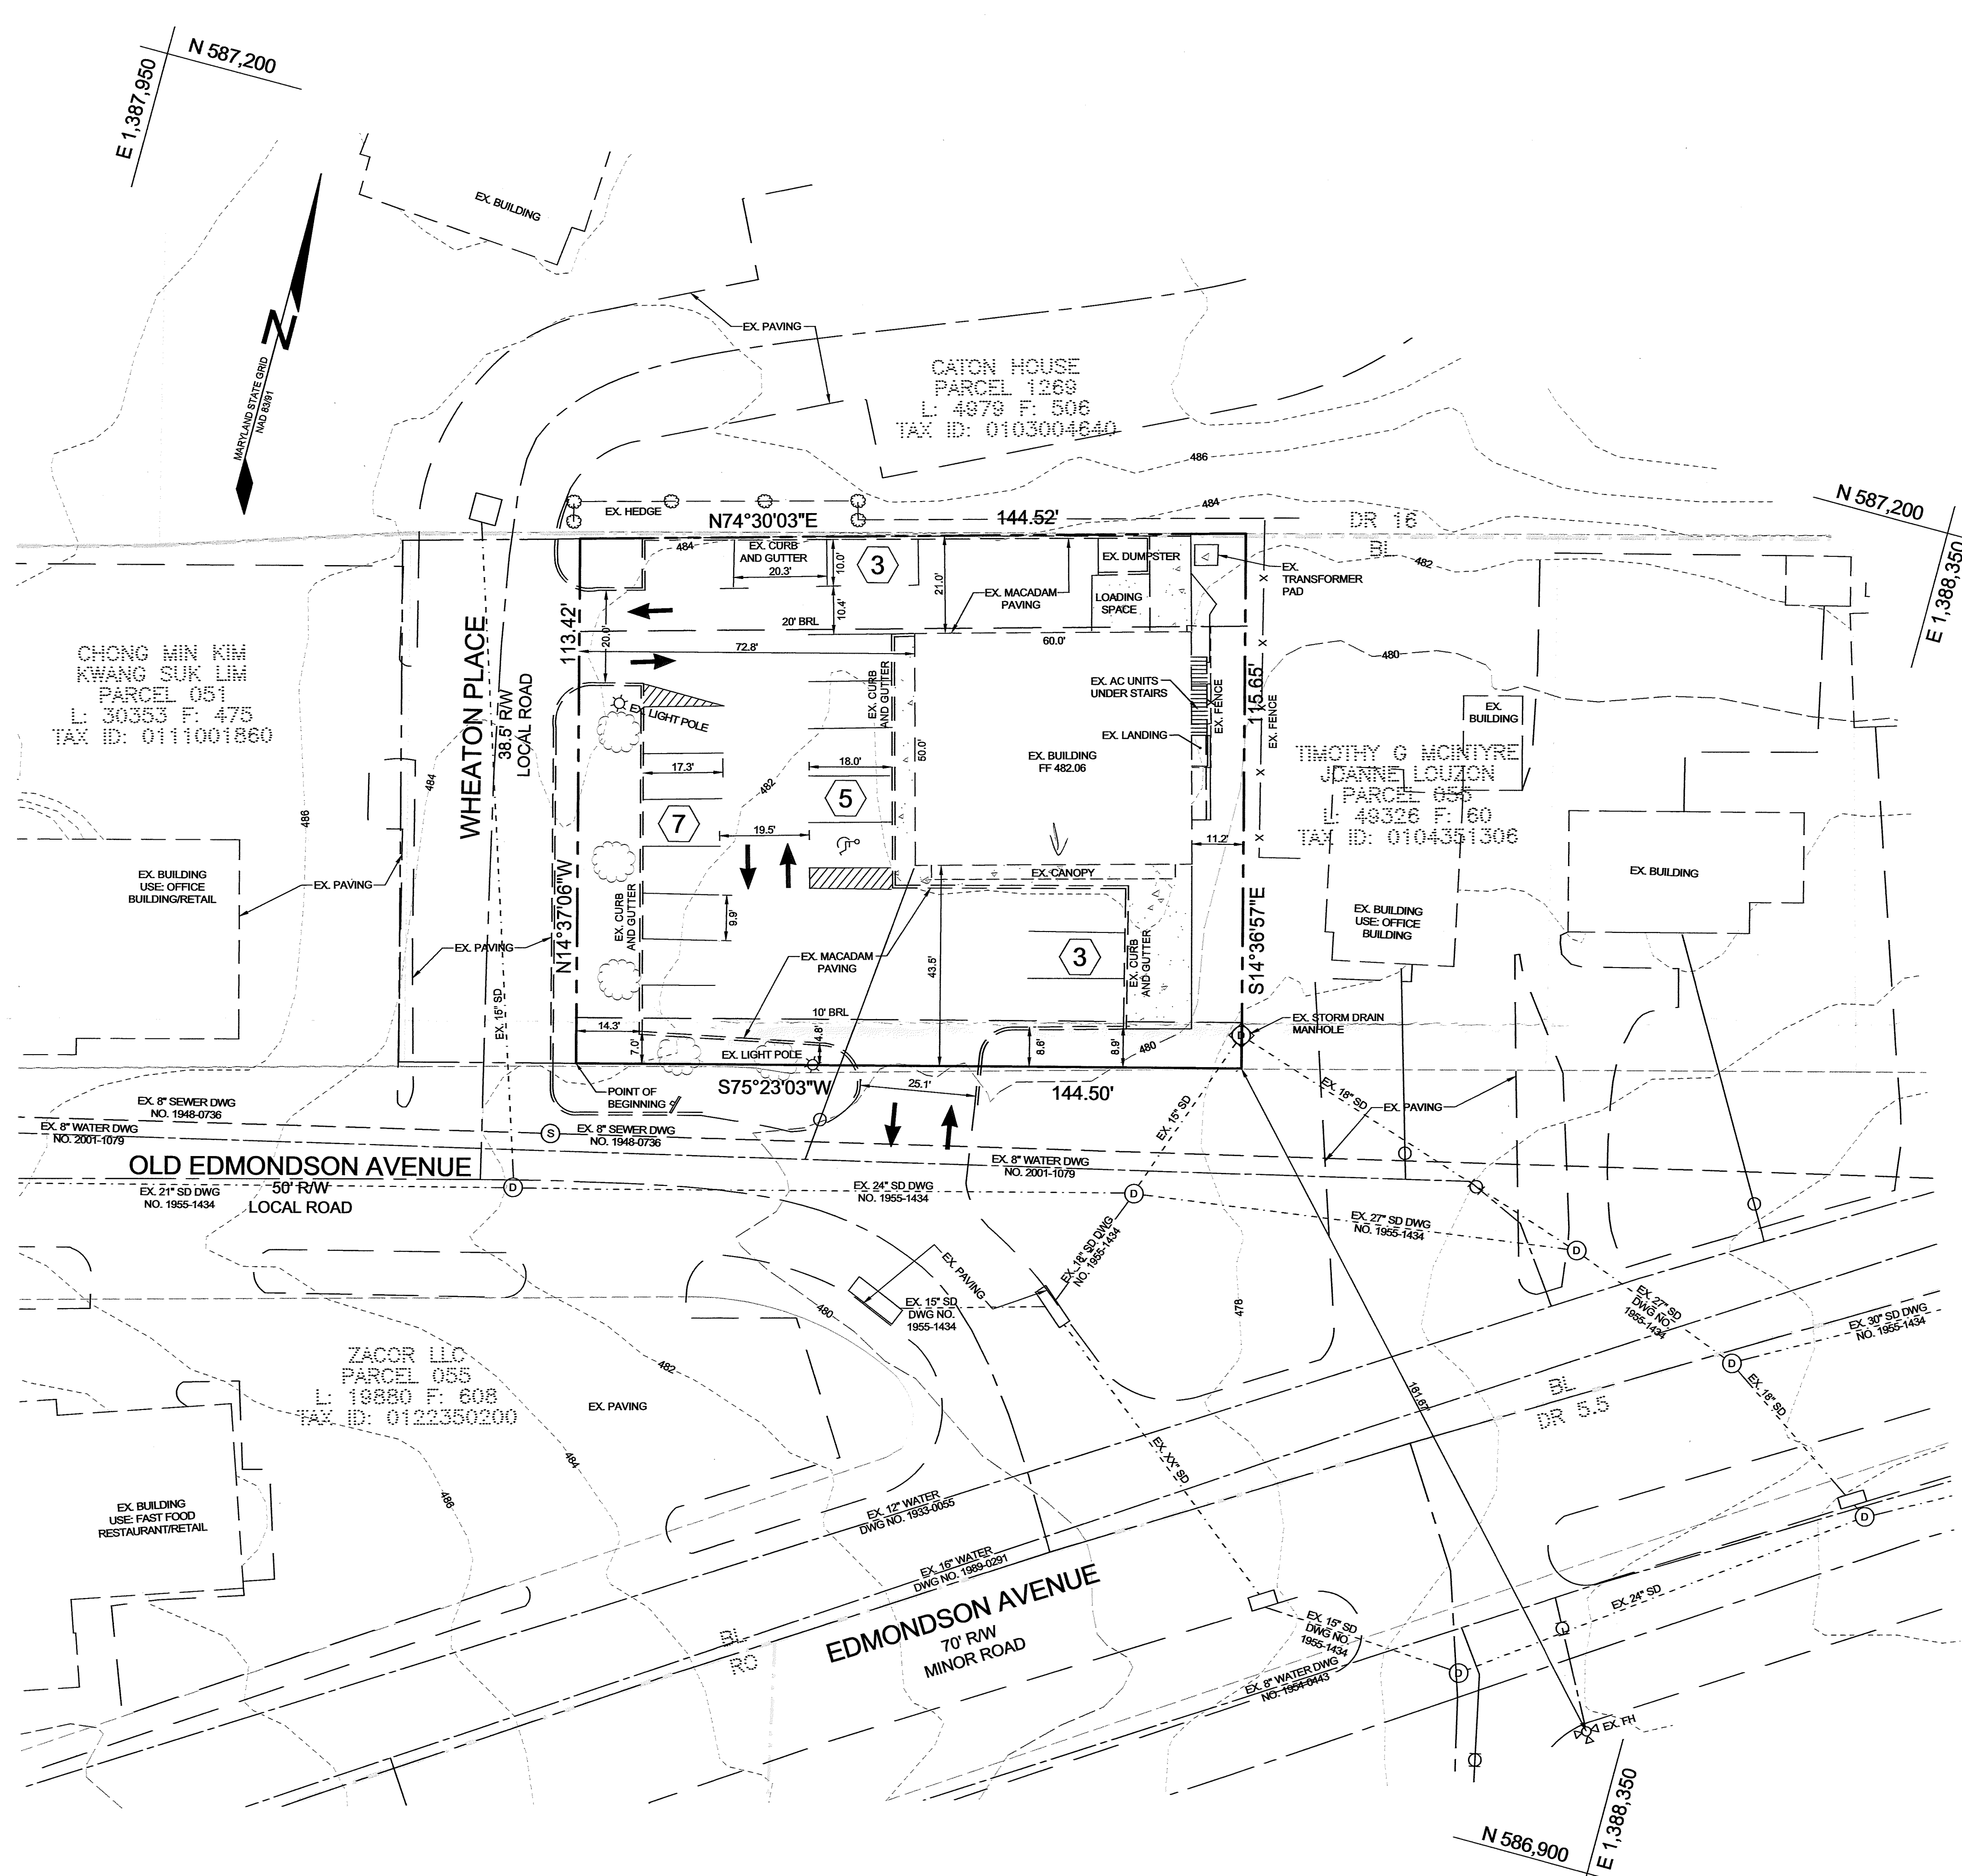 N 587,200
E 1,387,950
EX. BUILDING
MARYLAND STATE GRID
NAD 83/91
N
EX. PAVING
CATON HOUSE
PARCEL 1269
L: 4979 F: 506
TAX ID: 0103004640
486
484
N 587,200
E 1,388,350
DR 16
BL
482
EX. HEDGE
N74°30'03"E
144.52'
484
EX. CURB
AND GUTTER
20.3'
10.0'
3
10.4'
21.0'
EX. DUMPSTER
EX. MACADAM
PAVING
LOADING
SPACE
EX.
TRANSFORMER
PAD
20' BRL
20.0'
72.8'
60.0'
113.42'
N14°37'06"W
CHONG MIN KIM
KWANG SUK LIM
PARCEL 051
L: 30353 F: 475
TAX ID: 0111001860
WHEATON PLACE
38.5' R/W
LOCAL ROAD
484
486
EX. LIGHT POLE
EX. CURB
AND GUTTER
EX. AC UNITS
UNDER STAIRS
EX. FENCE
115.65'
EX. FENCE
480
EX.
BUILDING
EX. LANDING
17.3'
482
18.0'
50.0'
EX. BUILDING
FF 482.06
TIMOTHY G MCINTYRE
JOANNE LOUZON
PARCEL 055
L: 49326 F: 60
TAX ID: 0104351306
7
5
19.5'
11.2'
EX. CANOPY
EX. BUILDING
USE: OFFICE
BUILDING/RETAIL
EX. PAVING
EX. BUILDING
EX. BUILDING
USE: OFFICE
BUILDING
EX. CURB
AND GUTTER
9.9'
EX. PAVING
EX. MACADAM
PAVING
43.5'
3
EX. CURB
AND GUTTER
S14°36'57"E
EX. 15" SD
10' BRL
14.3'
7.0'
4.8'
EX. LIGHT POLE
8.6'
8.9'
480
D
EX. STORM DRAIN
MANHOLE
POINT OF
BEGINNING
S75°23'03"W
25.1'
144.50'
EX. 18" SD
EX. PAVING
EX. 15" SD
EX. 8" SEWER DWG
NO. 1948-0736
EX. 8" WATER DWG
NO. 2001-1079
S
EX. 8" SEWER DWG
NO. 1948-0736
EX. 8" WATER DWG
NO. 2001-1079
OLD EDMONDSON AVENUE
50' R/W
LOCAL ROAD
EX. 21" SD DWG
NO. 1955-1434
D
EX. 24" SD DWG
NO. 1955-1434
D
EX. 27" SD DWG
NO. 1955-1434
D
EX. 18" SD DWG
NO. 1955-1434
EX. PAVING
EX. 15" SD
DWG NO.
1955-1434
480
478
EX. 27" SD
DWG NO.
1955-1434
EX. 30" SD DWG
NO. 1955-1434
D
EX. 18" SD
ZACOR LLC
PARCEL 055
L: 19880 F: 608
TAX ID: 0122350200
482
EX. PAVING
181.67'
BL
DR 5.5
484
486
EX. XX" SD
EX. BUILDING
USE: FAST FOOD
RESTAURANT/RETAIL
EX. 12" WATER
DWG NO. 1933-0055
EX. 16" WATER
DWG NO. 1989-0291
EDMONDSON AVENUE
70' R/W
MINOR ROAD
BL
RO
D
EX. 24" SD
EX. 15" SD
DWG NO.
1955-1434
D
EX. 8" WATER DWG
NO. 1954-0443
EX. FH
E 1,388,350
N 586,900